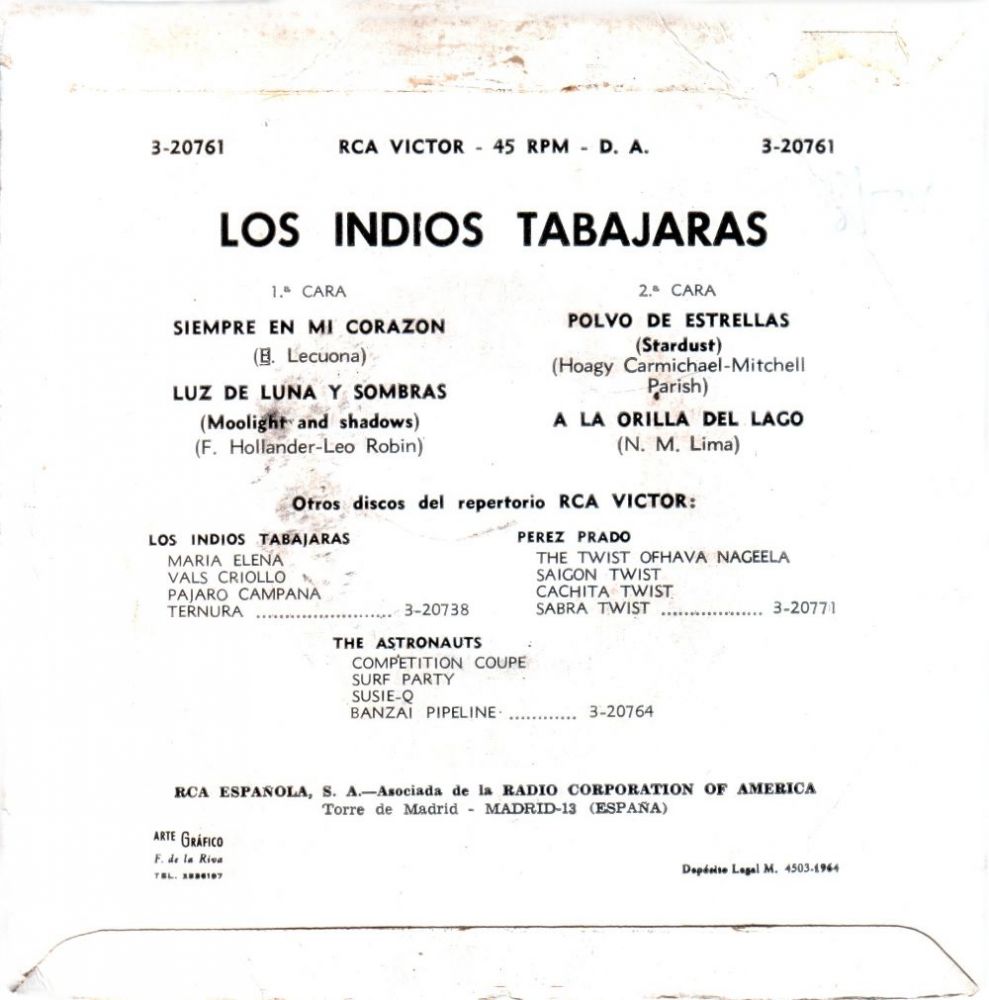 3-20761 RCA VICTOR - 45 RPM - D. A. 3-20761
LOS INDIOS TABAJARAS
1.ª CARA
SIEMPRE EN MI CORAZON
(E. Lecuona)
LUZ DE LUNA Y SOMBRAS
(Moolight and shadows)
(F. Hollander-Leo Robin)
2.ª CARA
POLVO DE ESTRELLAS
(Stardust)
(Hoagy Carmichael-Mitchell
Parish)
A LA ORILLA DEL LAGO
(N. M. Lima)
Otros discos del repertorio RCA VICTOR:
LOS INDIOS TABAJARAS
MARIA ELENA
VALS CRIOLLO
PAJARO CAMPANA
TERNURA ........................ 3-20738
PEREZ PRADO
THE TWIST OFHAVA NAGEELA
SAIGON TWIST
CACHITA TWIST
SABRA TWIST .................. 3-20771
THE ASTRONAUTS
COMPETITION COUPE
SURF PARTY
SUSIE-Q
BANZAI PIPELINE ............ 3-20764
RCA ESPAÑOLA, S. A.—Asociada de la RADIO CORPORATION OF AMERICA
Torre de Madrid - MADRID-13 (ESPAÑA)
ARTE GRÁFICO
F. de la Riva
TEL.
Depósito Legal M. 4503-1964